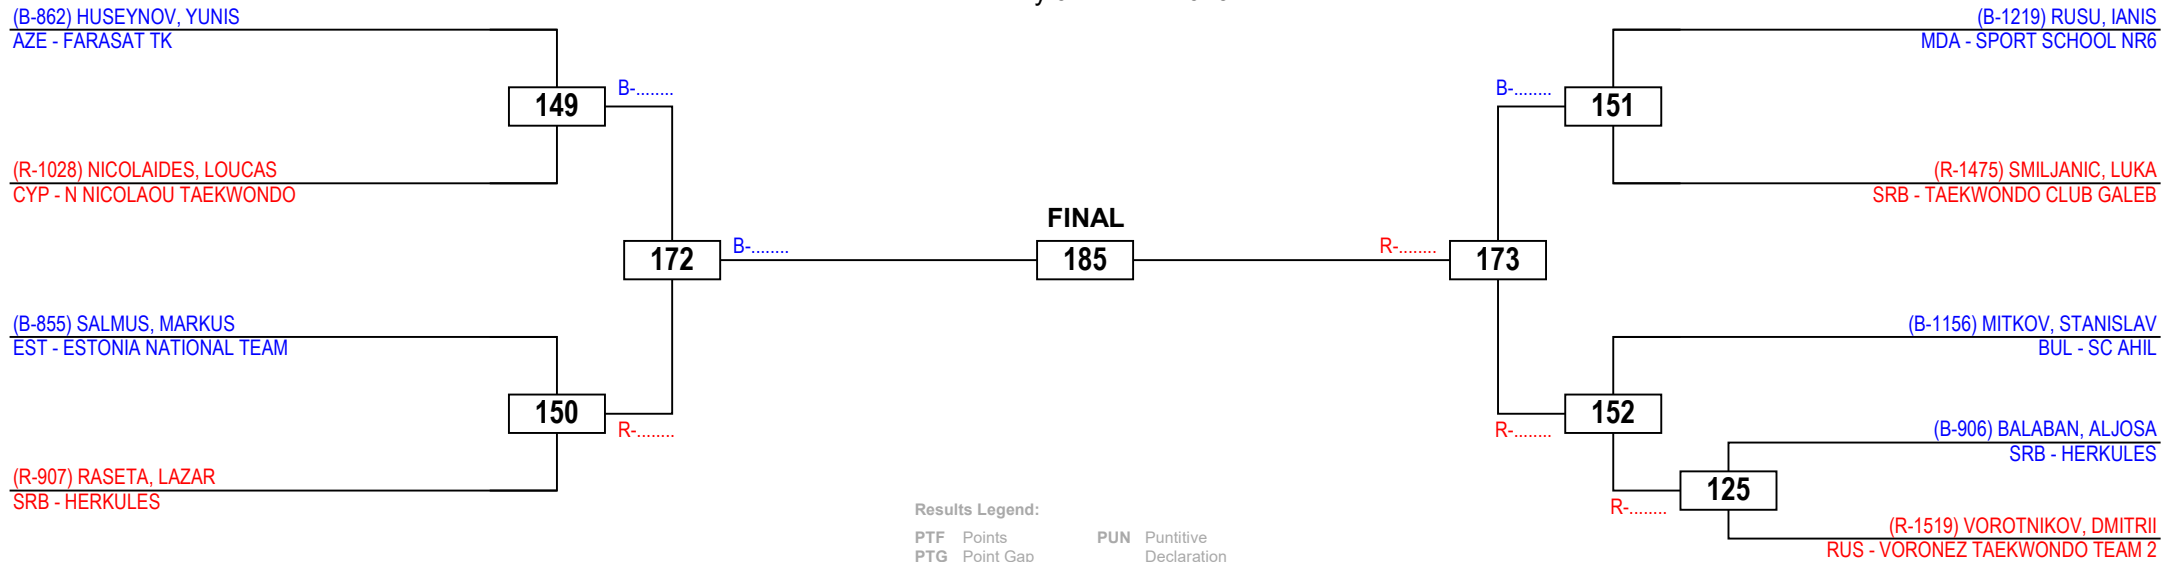 (B-862) HUSEYNOV, YUNIS
AZE - FARASAT TK
149
B-........
(R-1028) NICOLAIDES, LOUCAS
CYP - N NICOLAOU TAEKWONDO
172
B-........
(B-855) SALMUS, MARKUS
EST - ESTONIA NATIONAL TEAM
150
R-........
(R-907) RASETA, LAZAR
SRB - HERKULES
FINAL
185
(B-1219) RUSU, IANIS
MDA - SPORT SCHOOL NR6
B-........
151
(R-1475) SMILJANIC, LUKA
SRB - TAEKWONDO CLUB GALEB
R-........
173
(B-1156) MITKOV, STANISLAV
BUL - SC AHIL
R-........
152
(B-906) BALABAN, ALJOSA
SRB - HERKULES
R-........
125
(R-1519) VOROTNIKOV, DMITRII
RUS - VORONEZ TAEKWONDO TEAM 2
Results Legend:
PTF Points
PTG Point Gap
PUN Puntitive
Declaration